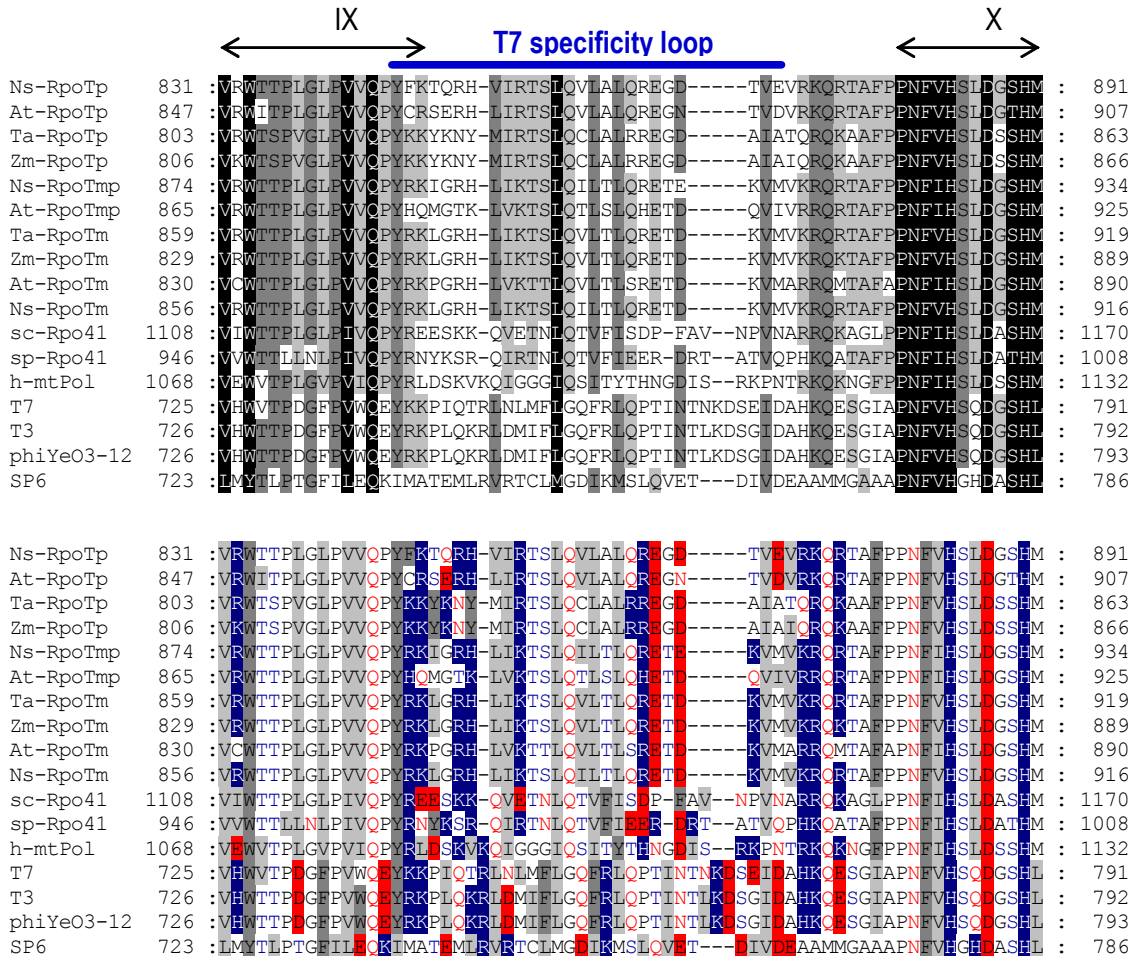 IX X
T7 specificity loop
Ns-RpoTp 831 :VRWTTPLGLPVVQPYFKTQRH-VIRTSLQVLALQREGD-----TVEVRKQRTAFPPNFVHSLDGSHM : 891
At-RpoTp 847 :VRWITPLGLPVVQPYCRSERH-LIRTSLQVLALQREGN-----TVDVRKQRTAFPPNFVHSLDGTHM : 907
Ta-RpoTp 803 :VRWTSPVGLPVVQPYKKYKNY-MIRTSLQCLALRREGD-----AIATQRQKAAFPPNFVHSLDSSHM : 863
Zm-RpoTp 806 :VKWTSPVGLPVVQPYKKYKNY-MIRTSLQCLALRREGD-----AIAIQRQKAAFPPNFVHSLDSSHM : 866
Ns-RpoTmp 874 :VRWTTPLGLPVVQPYRKIGRH-LIKTSLQILTLQRETE-----KVMVKRQRTAFPPNFIHSLDGSHM : 934
At-RpoTmp 865 :VRWTTPLGLPVVQPYHQMGTK-LVKTSLQTLSLQHETD-----QVIVRRQRTAFPPNFIHSLDGSHM : 925
Ta-RpoTm 859 :VRWTTPLGLPVVQPYRKLGRH-LIKTSLQVLTLQRETD-----KVMVKRQRTAFPPNFIHSLDGSHM : 919
Zm-RpoTm 829 :VRWTTPLGLPVVQPYRKLGRH-LIKTSLQVLTLQRETD-----KVMVKRQKTAFPPNFIHSLDGSHM : 889
At-RpoTm 830 :VCWTTPLGLPVVQPYRKPGRH-LVKTTLQVLTLSRETD-----KVMARRQMTAFAPNFIHSLDGSHM : 890
Ns-RpoTm 856 :VRWTTPLGLPVVQPYRKLGRH-LIKTSLQILTLQRETD-----KVMVKRQRTAFPPNFIHSLDGSHM : 916
sc-Rpo41 1108 :VIWTTPLGLPIVQPYREESKK-QVETNLQTVFISDP-FAV--NPVNARRQKAGLPPNFIHSLDASHM : 1170
sp-Rpo41 946 :VVWTTLLNLPIVQPYRNYKSR-QIRTNLQTVFIEER-DRT--ATVQPHKQATAFPPNFIHSLDATHM : 1008
h-mtPol 1068 :VEWVTPLGVPVIQPYRLDSKVKQIGGGIQSITYTHNGDIS--RKPNTRKQKNGFPPNFIHSLDSSHM : 1132
T7 725 :VHWVTPDGFPVWQEYKKPIQTRLNLMFLGQFRLQPTINTNKDSEIDAHKQESGIAPNFVHSQDGSHL : 791
T3 726 :VHWTTPDGFPVWQEYRKPLQKRLDMIFLGQFRLQPTINTLKDSGIDAHKQESGIAPNFVHSQDGSHL : 792
phiYeO3-12 726 :VHWTTPDGFPVWQEYRKPLQKRLDMIFLGQFRLQPTINTLKDSGIDAHKQESGIAPNFVHSQDGSHL : 793
SP6 723 :LMYTLPTGFILEQKIMATEMLRVRTCLMGDIKMSLQVET---DIVDEAAMMGAAAPNFVHGHDASHL : 786
Ns-RpoTp 831 :VRWTTPLGLPVVQPYFKTQRH-VIRTSLQVLALQREGD-----TVEVRKQRTAFPPNFVHSLDGSHM : 891
At-RpoTp 847 :VRWITPLGLPVVQPYCRSERH-LIRTSLQVLALQREGN-----TVDVRKQRTAFPPNFVHSLDGTHM : 907
Ta-RpoTp 803 :VRWTSPVGLPVVQPYKKYKNY-MIRTSLQCLALRREGD-----AIATQRQKAAFPPNFVHSLDSSHM : 863
Zm-RpoTp 806 :VKWTSPVGLPVVQPYKKYKNY-MIRTSLQCLALRREGD-----AIAIQRQKAAFPPNFVHSLDSSHM : 866
Ns-RpoTmp 874 :VRWTTPLGLPVVQPYRKIGRH-LIKTSLQILTLQRETE-----KVMVKRQRTAFPPNFIHSLDGSHM : 934
At-RpoTmp 865 :VRWTTPLGLPVVQPYHQMGTK-LVKTSLQTLSLQHETD-----QVIVRRQRTAFPPNFIHSLDGSHM : 925
Ta-RpoTm 859 :VRWTTPLGLPVVQPYRKLGRH-LIKTSLQVLTLQRETD-----KVMVKRQRTAFPPNFIHSLDGSHM : 919
Zm-RpoTm 829 :VRWTTPLGLPVVQPYRKLGRH-LIKTSLQVLTLQRETD-----KVMVKRQKTAFPPNFIHSLDGSHM : 889
At-RpoTm 830 :VCWTTPLGLPVVQPYRKPGRH-LVKTTLQVLTLSRETD-----KVMARRQMTAFAPNFIHSLDGSHM : 890
Ns-RpoTm 856 :VRWTTPLGLPVVQPYRKLGRH-LIKTSLQILTLQRETD-----KVMVKRQRTAFPPNFIHSLDGSHM : 916
sc-Rpo41 1108 :VIWTTPLGLPIVQPYREESKK-QVETNLQTVFISDP-FAV--NPVNARRQKAGLPPNFIHSLDASHM : 1170
sp-Rpo41 946 :VVWTTLLNLPIVQPYRNYKSR-QIRTNLQTVFIEER-DRT--ATVQPHKQATAFPPNFIHSLDATHM : 1008
h-mtPol 1068 :VEWVTPLGVPVIQPYRLDSKVKQIGGGIQSITYTHNGDIS--RKPNTRKQKNGFPPNFIHSLDSSHM : 1132
T7 725 :VHWVTPDGFPVWQEYKKPIQTRLNLMFLGQFRLQPTINTNKDSEIDAHKQESGIAPNFVHSQDGSHL : 791
T3 726 :VHWTTPDGFPVWQEYRKPLQKRLDMIFLGQFRLQPTINTLKDSGIDAHKQESGIAPNFVHSQDGSHL : 792
phiYeO3-12 726 :VHWTTPDGFPVWQEYRKPLQKRLDMIFLGQFRLQPTINTLKDSGIDAHKQESGIAPNFVHSQDGSHL : 793
SP6 723 :LMYTLPTGFILEQKIMATEMLRVRTCLMGDIKMSLQVET---DIVDEAAMMGAAAPNFVHGHDASHL : 786